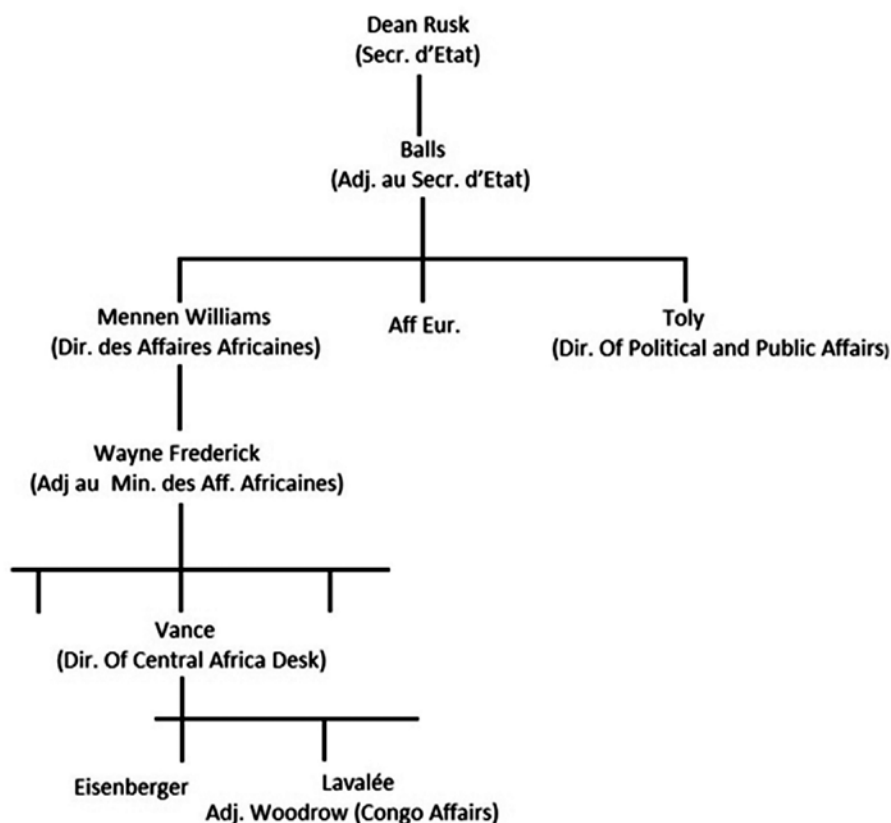 Dean Rusk
(Secr. d'Etat)
Balls
(Adj. au Secr. d'Etat)
Mennen Williams
(Dir. des Affaires Africaines)
Aff Eur.
Toly
(Dir. Of Political and Public Affairs)
Wayne Frederick
(Adj au Min. des Aff. Africaines)
Vance
(Dir. Of Central Africa Desk)
Eisenberger
Lavalée
Adj. Woodrow (Congo Affairs)